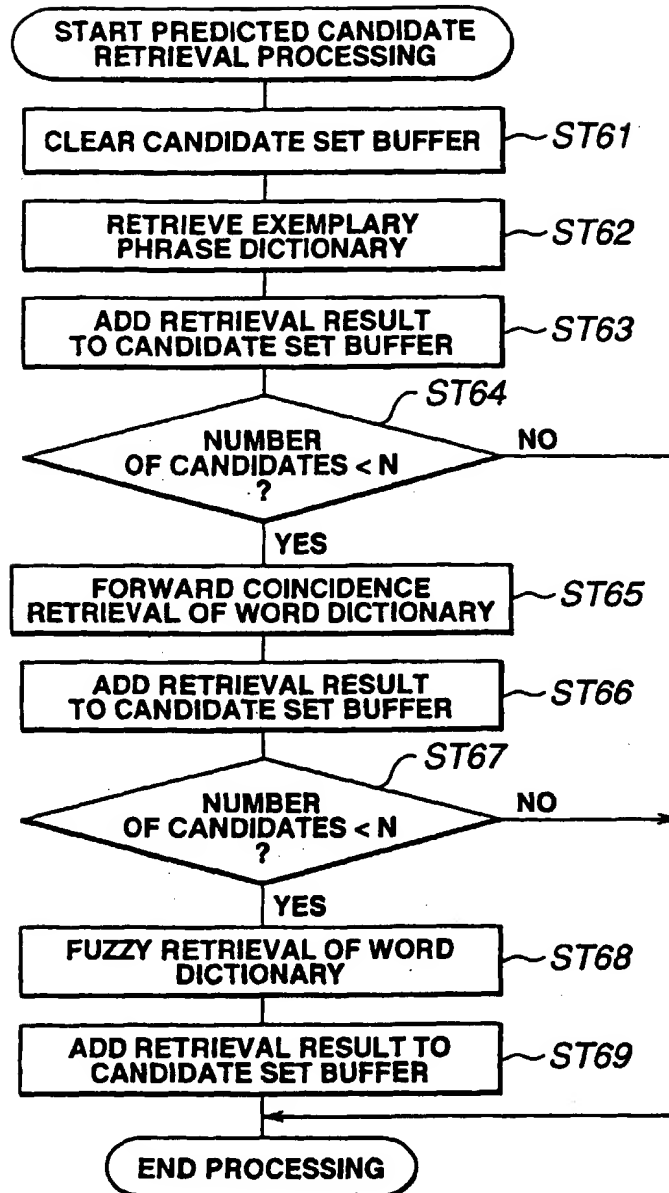 START PREDICTED CANDIDATE
RETRIEVAL PROCESSING
CLEAR CANDIDATE SET BUFFER
ST61
RETRIEVE EXEMPLARY
PHRASE DICTIONARY
ST62
ADD RETRIEVAL RESULT
TO CANDIDATE SET BUFFER
ST63
ST64
NUMBER
OF CANDIDATES < N
?
NO
YES
FORWARD COINCIDENCE
RETRIEVAL OF WORD DICTIONARY
ST65
ADD RETRIEVAL RESULT
TO CANDIDATE SET BUFFER
ST66
ST67
NUMBER
OF CANDIDATES < N
?
NO
YES
FUZZY RETRIEVAL OF WORD
DICTIONARY
ST68
ADD RETRIEVAL RESULT TO
CANDIDATE SET BUFFER
ST69
END PROCESSING